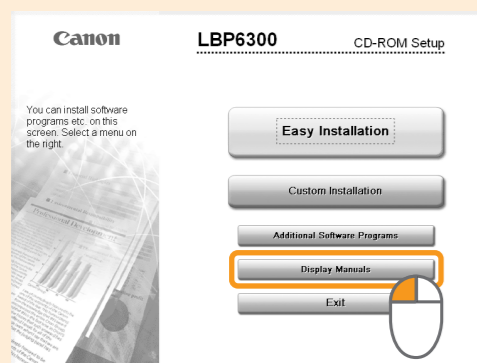 Canon
LBP6300
CD-ROM Setup
You can install software
programs etc. on this
screen. Select a menu on
the right.
Easy Installation
Custom Installation
Additional Software Programs
Display Manuals
Exit